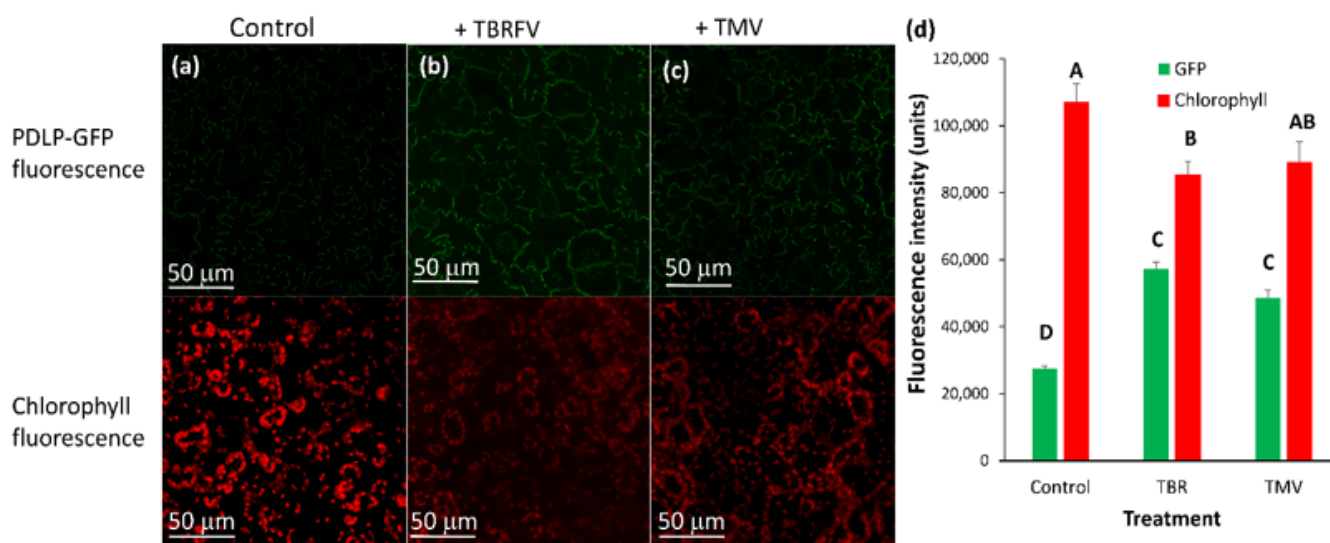 Control
+ TBRFV
+ TMV
PDLP-GFP
fluorescence
(a)
(b)
(c)
50 μm
50 μm
50 μm
Chlorophyll
fluorescence
50 μm
50 μm
50 μm
(d)
GFP
Chlorophyll
Fluorescence intensity (units)
120,000
100,000
80,000
60,000
40,000
20,000
0
A
B
AB
C
C
D
Control
TBR
TMV
Treatment